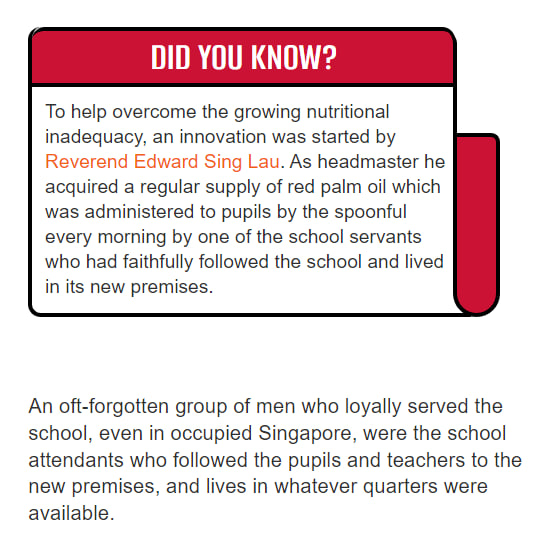 DID YOU KNOW?
To help overcome the growing nutritional
inadequacy, an innovation was started by
Reverend Edward Sing Lau. As headmaster he
acquired a regular supply of red palm oil which
was administered to pupils by the spoonful
every morning by one of the school servants
who had faithfully followed the school and lived
in its new premises.
An oft-forgotten group of men who loyally served the
school, even in occupied Singapore, were the school
attendants who followed the pupils and teachers to the
new premises, and lives in whatever quarters were
available.